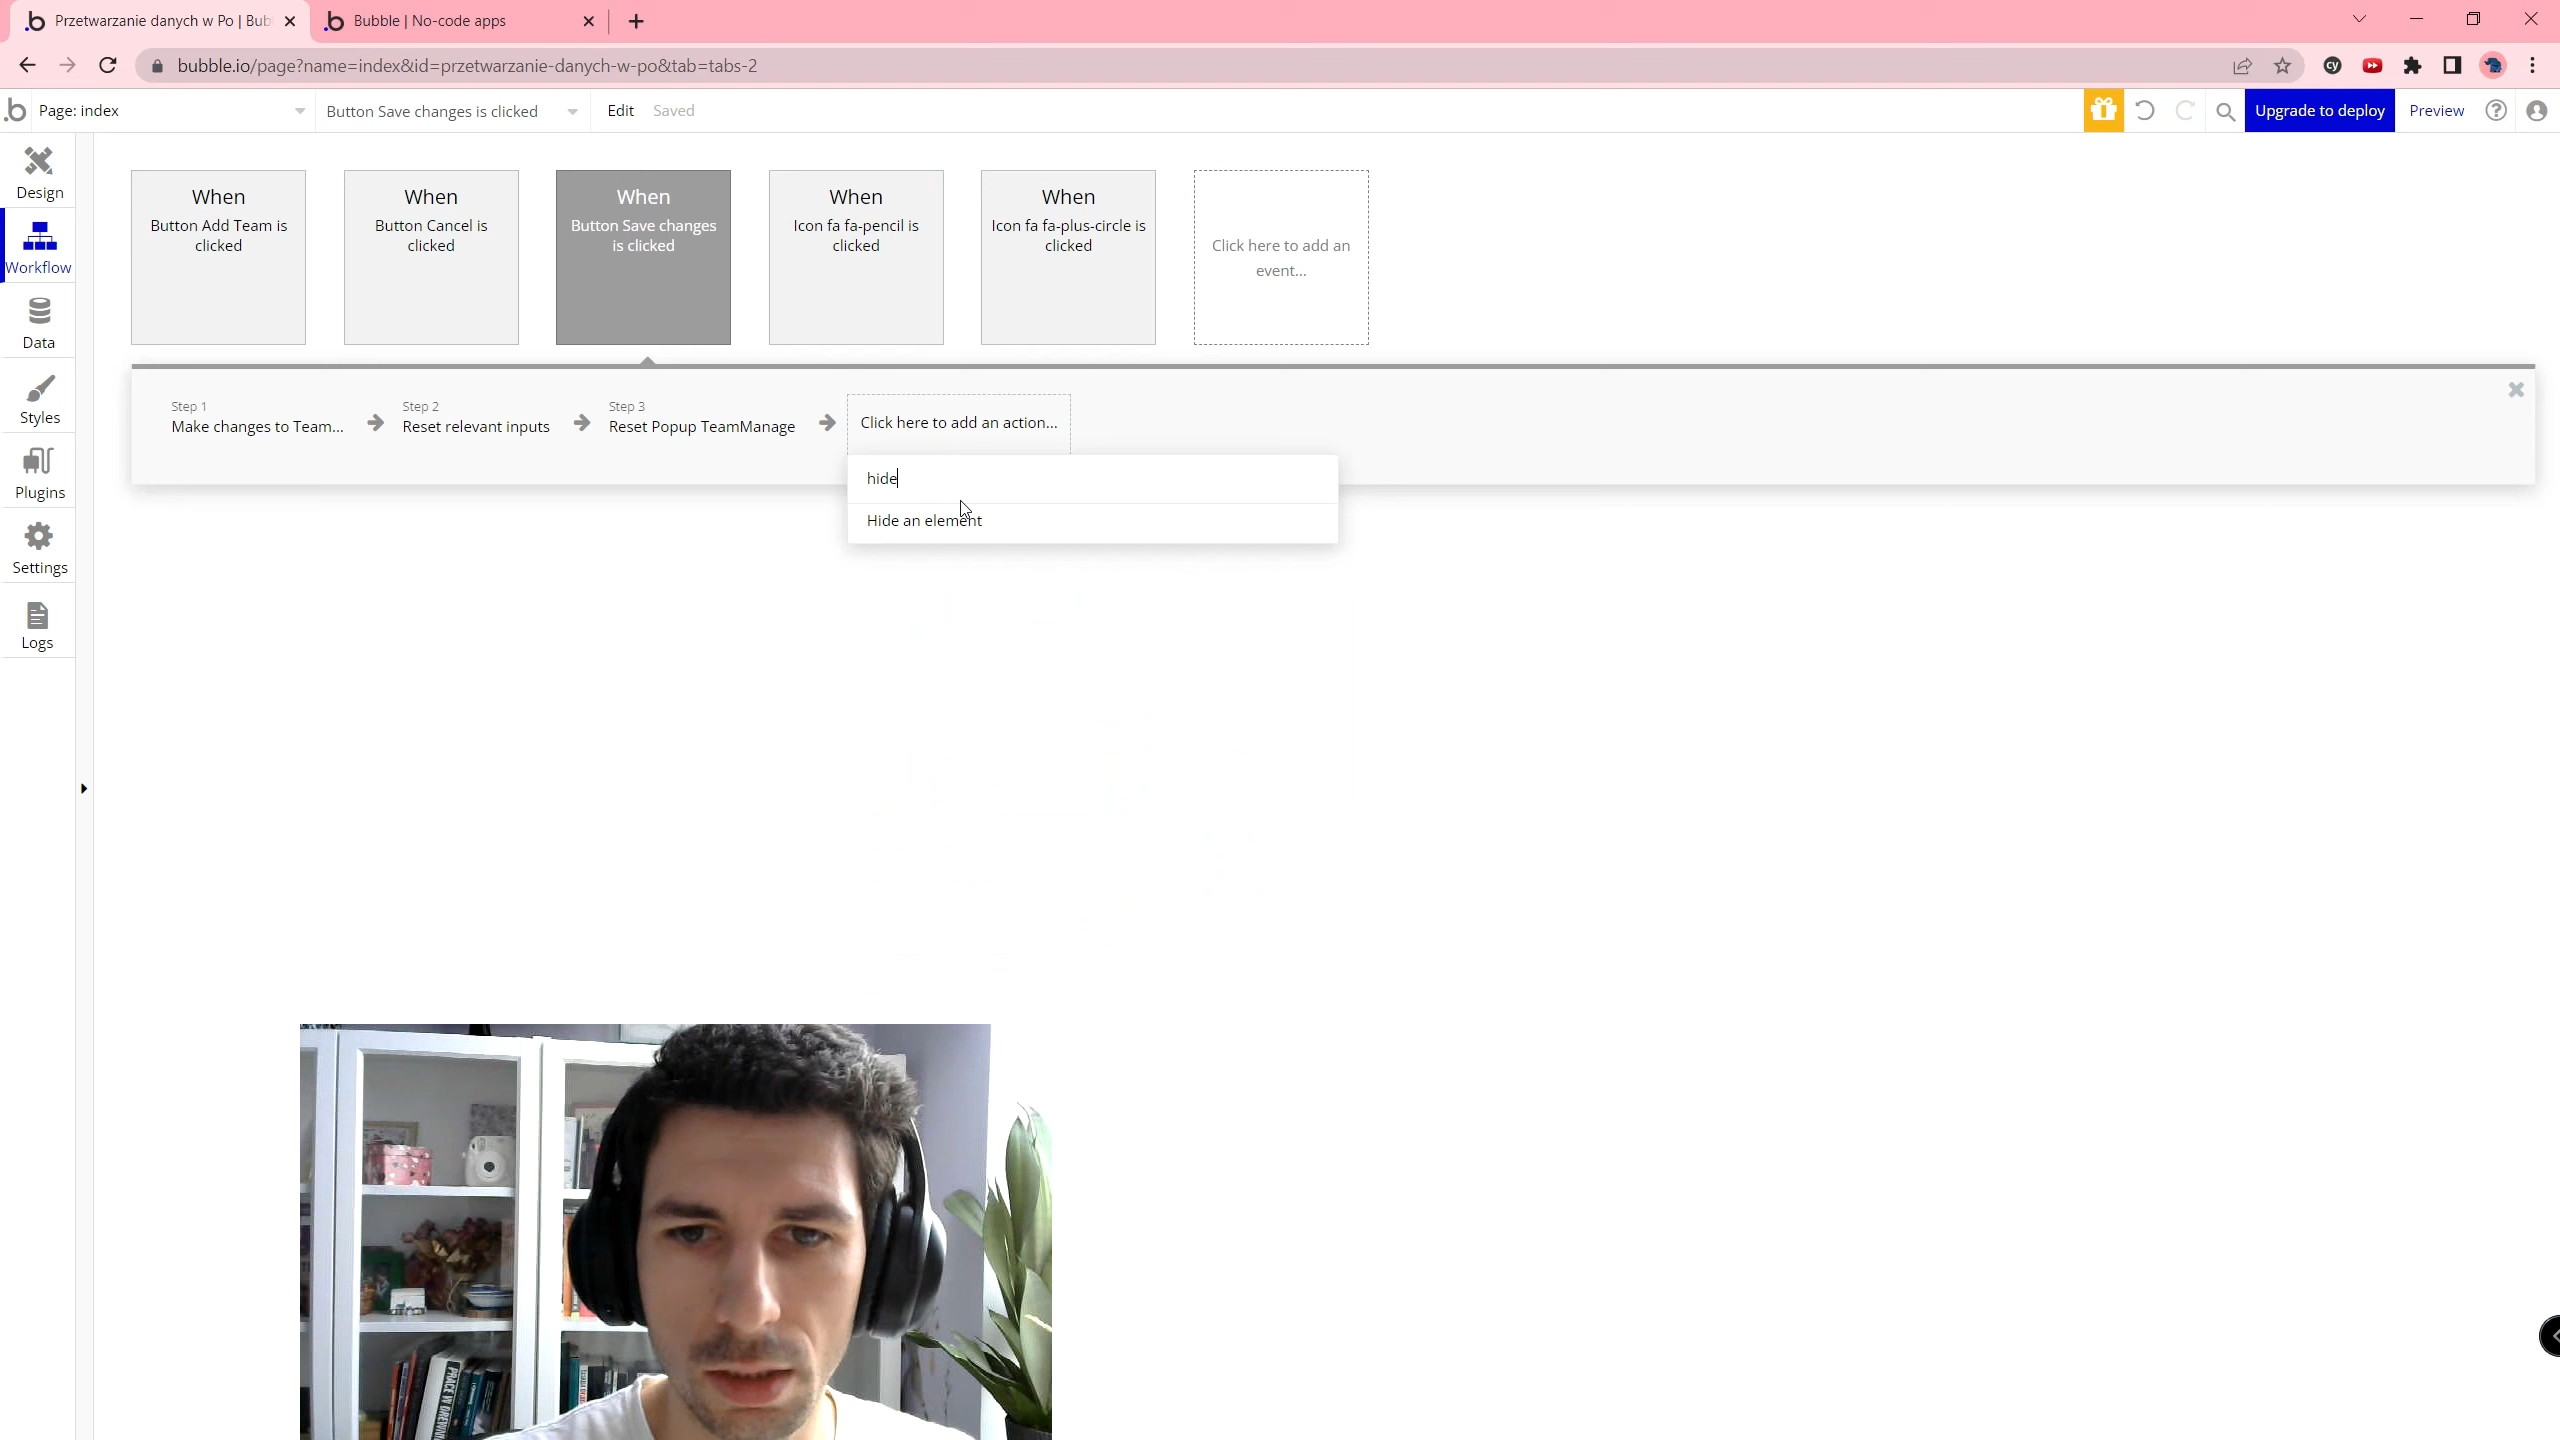 Przetwarzanie danych w Po | Bub
Bubble | No-code apps
bubble.io/page?name=index&id=przetwarzanie-danych-w-po&tab=tabs-2
Page: index
Button Save changes is clicked
Edit
Saved
Upgrade to deploy
Preview
Design
Workflow
Data
Styles
Plugins
Settings
Logs
When
Button Add Team is
clicked
When
Button Cancel is
clicked
When
Button Save changes
is clicked
When
Icon fa fa-pencil is
clicked
When
Icon fa fa-plus-circle is
clicked
Click here to add an
event...
Step 1
Make changes to Team...
Step 2
Reset relevant inputs
Step 3
Reset Popup TeamManage
Click here to add an action...
hide
Hide an element